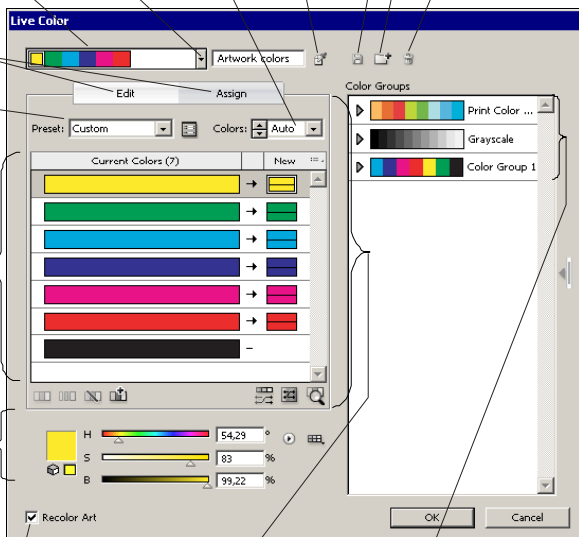 Live Color
Artwork colors
Color Groups
Edit
Assign
Print Color ...
Preset: Custom
Colors: Auto
Grayscale
Current Colors (7)
New
Color Group 1
H 54,29 °
S 83 %
B 99,22 %
Recolor Art
OK
Cancel